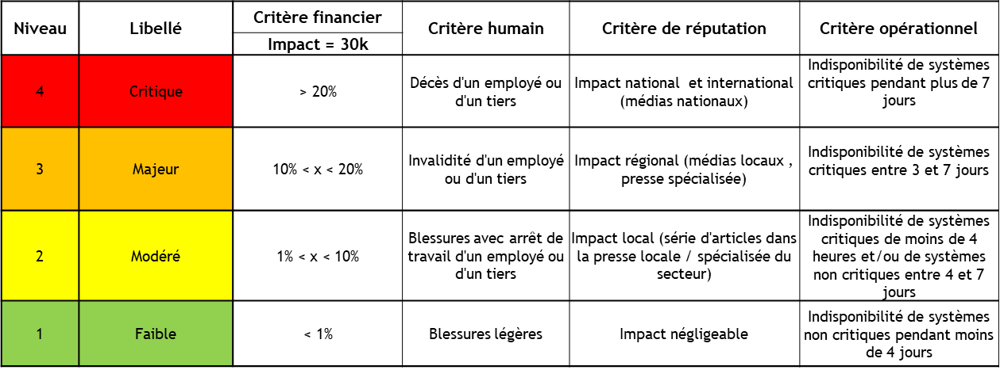 Niveau
Libellé
Critère financier
Impact = 30k
Critère humain
Critère de réputation
Critère opérationnel
4
Critique
> 20%
Décès d'un employé ou
d'un tiers
Impact national et international
(médias nationaux)
Indisponibilité de systèmes
critiques pendant plus de 7
jours
3
Majeur
10% < x < 20%
Invalidité d'un employé
ou d'un tiers
Impact régional (médias locaux ,
presse spécialisée)
Indisponibilité de systèmes
critiques entre 3 et 7 jours
2
Modéré
1% < x < 10%
Blessures avec arrêt de
travail d'un employé ou
d'un tiers
Impact local (série d'articles dans
la presse locale / spécialisée du
secteur)
Indisponibilité de systèmes
critiques de moins de 4
heures et/ou de systèmes
non critiques entre 4 et 7
jours
1
Faible
< 1%
Blessures légères
Impact négligeable
Indisponibilité de systèmes
non critiques pendant moins
de 4 jours